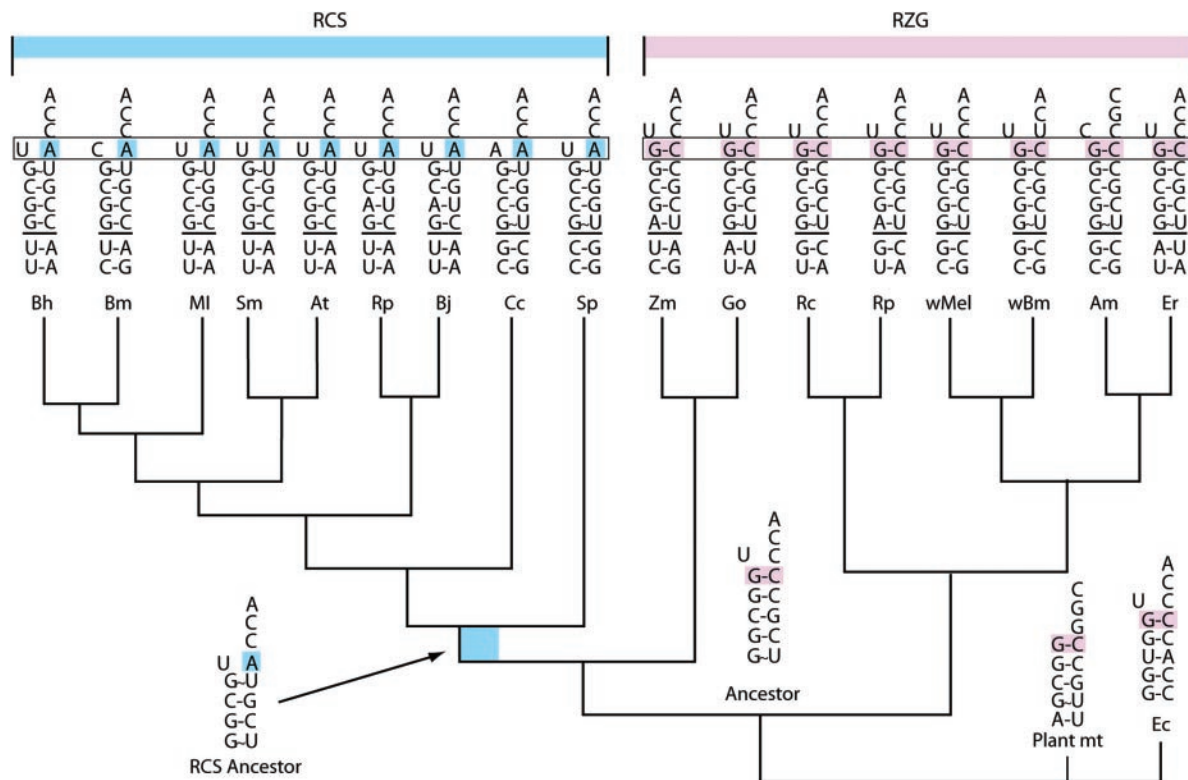 RCS RZG
A A A A A A A A A A A A A A A C A
C C C C C C C C C C C C C C C G C
C C C C C C C C C U C U C U C U C U C U U C C U C
U A C A U A U A U A U A U A A A U A G-C G-C G-C G-C G-C G-C G-C G-C
G~U G~U G~U G~U G~U G~U G~U G~U G~U G-C G-C G-C G-C G-C G-C G-C G-C
C-G C-G C-G C-G C-G C-G C-G C-G C-G C-G C-G C-G C-G C-G C-G C-G C-G
G-C G-C G-C G-C G-C A-U A-U G-C G-C G-C G-C G-C G-C G-C G-C G-C G-C
G-C G-C G-C G-C G-C G-C G-C G~U G~U A-U G~U G~U A-U G~U G~U G~U G~U
U-A U-A U-A U-A U-A U-A U-A G-C C-G U-A A-U G-C G-C G-C G-C G-C A-U
U-A C-G U-A U-A U-A U-A U-A C-G C-G C-G U-A U-A U-A C-G C-G C-G U-A
Bh Bm Ml Sm At Rp Bj Cc Sp Zm Go Rc Rp wMel wBm Am Er
A
C
C
U A
G~U
C-G
G-C
G~U
RCS Ancestor
A
C
U C
G-C
G-C
C-G
G-C
G~U
Ancestor
C
G
G
G-C
G-C
C-G
G-U
A-U
Plant mt
A
C
U C
G-C
G-C
U-A
G-C
G-C
Ec